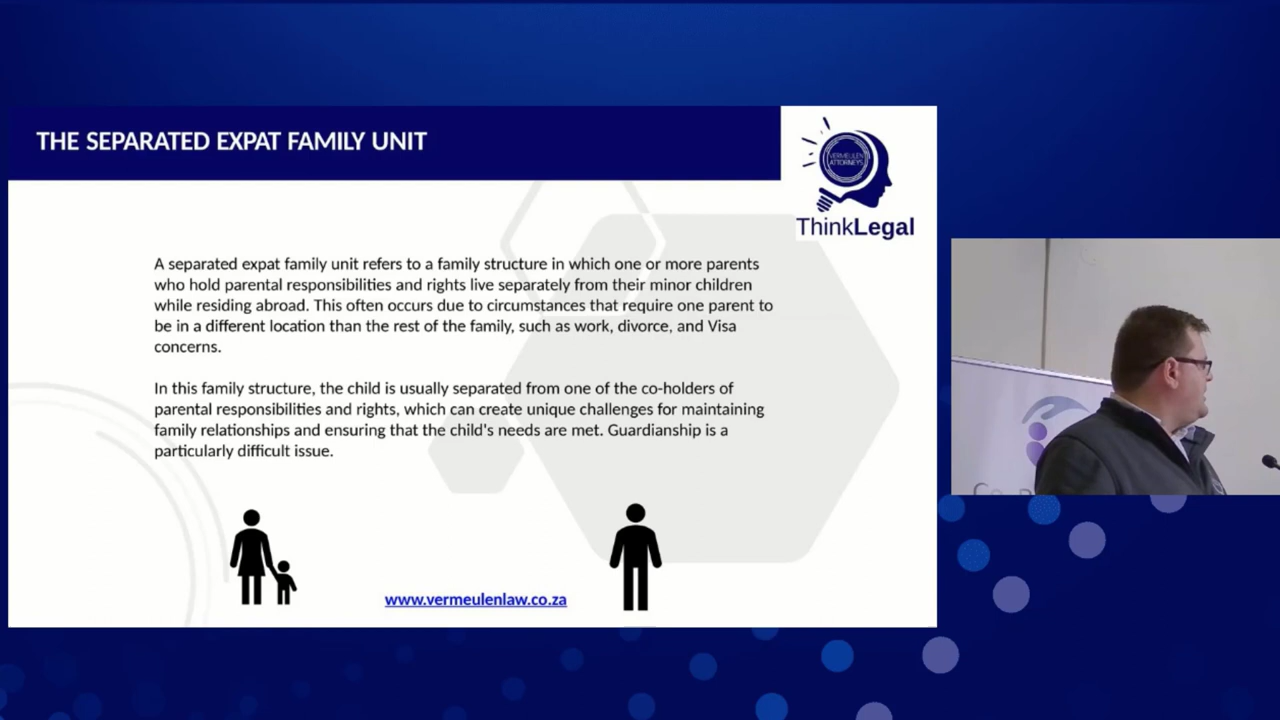 THE SEPARATED EXPAT FAMILY UNIT
VERMEULEN
ATTORNEYS
ThinkLegal
A separated expat family unit refers to a family structure in which one or more parents
who hold parental responsibilities and rights live separately from their minor children
while residing abroad. This often occurs due to circumstances that require one parent to
be in a different location than the rest of the family, such as work, divorce, and Visa
concerns.
In this family structure, the child is usually separated from one of the co-holders of
parental responsibilities and rights, which can create unique challenges for maintaining
family relationships and ensuring that the child's needs are met. Guardianship is a
particularly difficult issue.
www.vermeulenlaw.co.za